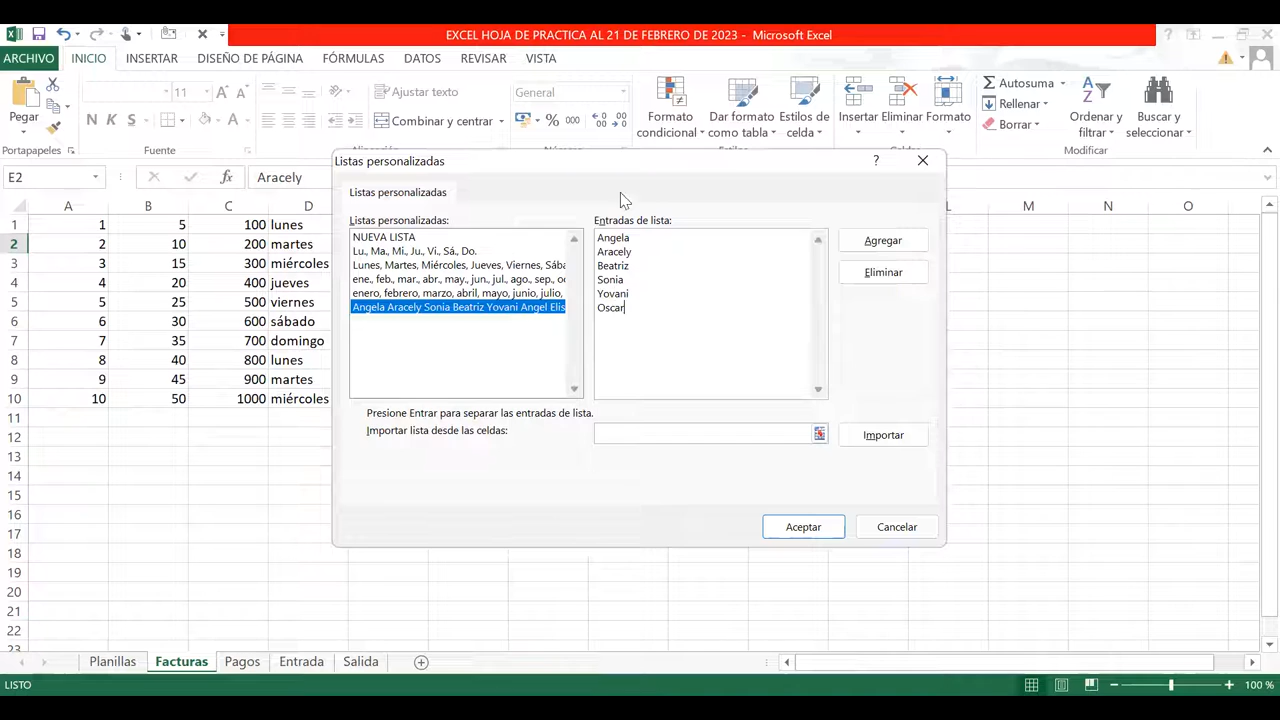 EXCEL HOJA DE PRACTICA AL 21 DE FEBRERO DE 2023 - Microsoft Excel
ARCHIVO INICIO INSERTAR DISEÑO DE PÁGINA FÓRMULAS DATOS REVISAR VISTA
Pegar
Portapapeles
11
N K S
Fuente
Ajustar texto
Combinar y centrar
General
% 000
Formato condicional
Dar formato como tabla
Estilos de celda
Insertar Eliminar Formato
Autosuma
Rellenar
Borrar
Ordenar y filtrar
Buscar y seleccionar
Modificar
E2 fx Aracely
A B C D M N O
1 1 5 100 lunes
2 2 10 200 martes
3 3 15 300 miércoles
4 4 20 400 jueves
5 5 25 500 viernes
6 6 30 600 sábado
7 7 35 700 domingo
8 8 40 800 lunes
9 9 45 900 martes
10 10 50 1000 miércoles
11
12
13
14
15
16
17
18
19
20
21
22
23
Listas personalizadas
?
Listas personalizadas
Listas personalizadas:
NUEVA LISTA
Lu., Ma., Mi., Ju., Vi., Sá., Do.
Lunes, Martes, Miércoles, Jueves, Viernes, Sába
ene., feb., mar., abr., may., jun., jul., ago., sep., oc
enero, febrero, marzo, abril, mayo, junio, julio,
Angela Aracely Sonia Beatriz Yovani Angel Elis
Entradas de lista:
Angela
Aracely
Beatriz
Sonia
Yovani
Oscar
Agregar
Eliminar
Presione Entrar para separar las entradas de lista.
Importar lista desde las celdas:
Importar
Aceptar
Cancelar
Planillas Facturas Pagos Entrada Salida
LISTO
100 %